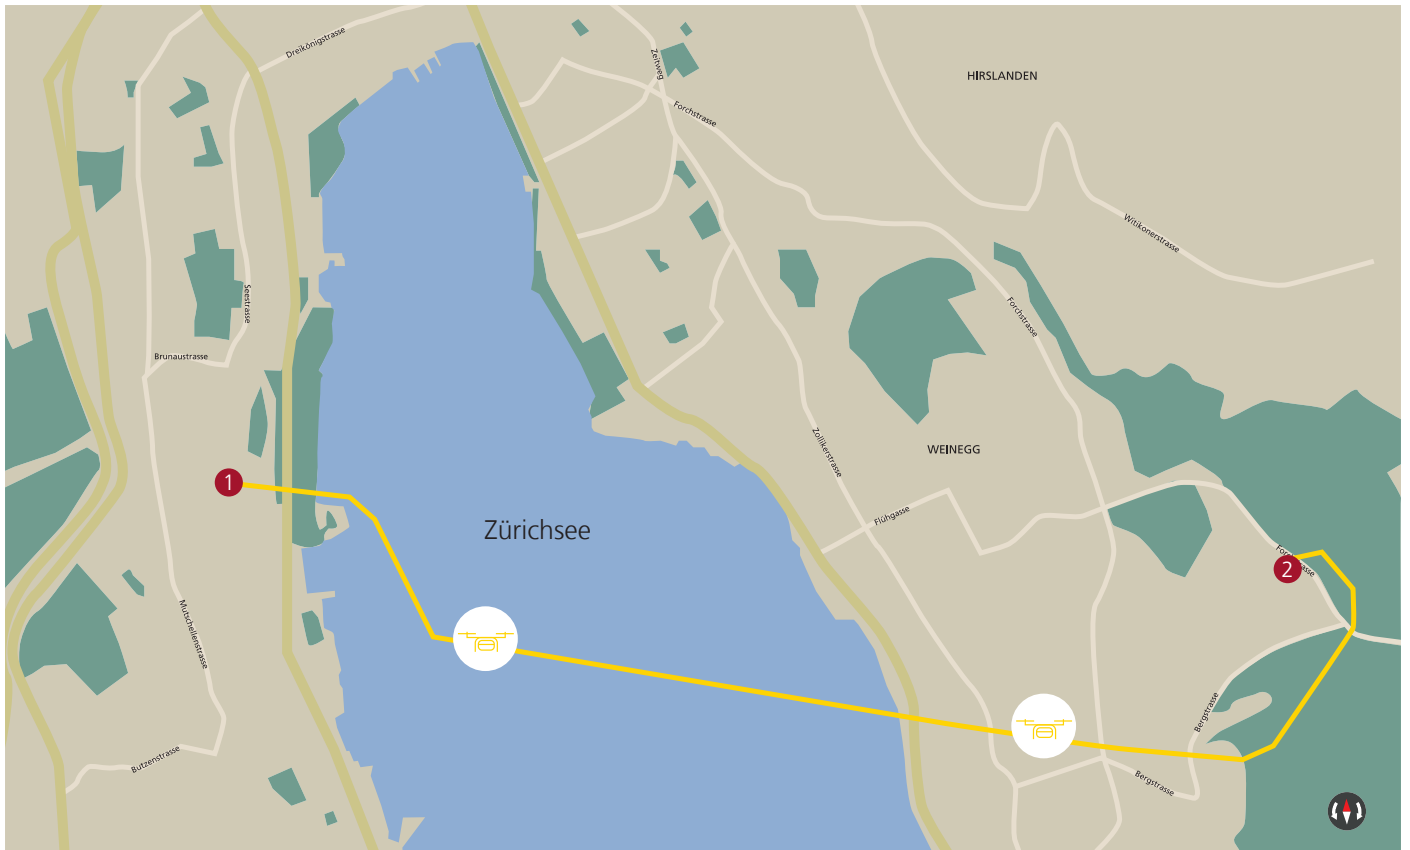 Dreikönigstrasse
Zeltweg
HIRSLANDEN
Forchstrasse
Witikonerstrasse
Seestrasse
Forchstrasse
Brunaustrasse
Zollikerstrasse
WEINEGG
1
Flühgasse
Zürichsee
2
Mutschellenstrasse
Bergstrasse
Butzenstrasse
Bergstrasse